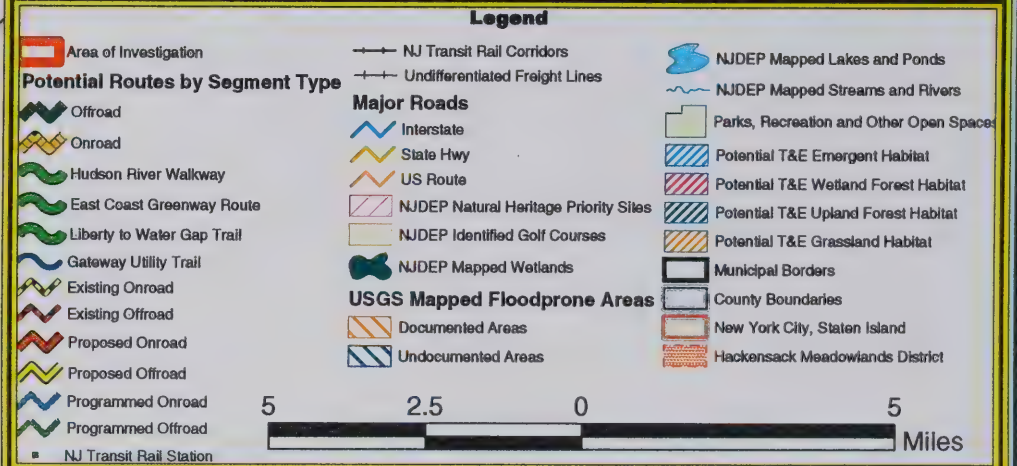 Legend
Area of Investigation
Potential Routes by Segment Type
Offroad
Onroad
Hudson River Walkway
East Coast Greenway Route
Liberty to Water Gap Trail
Gateway Utility Trail
Existing Onroad
Existing Offroad
Proposed Onroad
Proposed Offroad
Programmed Onroad
Programmed Offroad
NJ Transit Rail Station
NJ Transit Rail Corridors
Undifferentiated Freight Lines
Major Roads
Interstate
State Hwy
US Route
NJDEP Natural Heritage Priority Sites
NJDEP Identified Golf Courses
NJDEP Mapped Wetlands
USGS Mapped Floodprone Areas
Documented Areas
Undocumented Areas
NJDEP Mapped Lakes and Ponds
NJDEP Mapped Streams and Rivers
Parks, Recreation and Other Open Spaces
Potential T&E Emergent Habitat
Potential T&E Wetland Forest Habitat
Potential T&E Upland Forest Habitat
Potential T&E Grassland Habitat
Municipal Borders
County Boundaries
New York City, Staten Island
Hackensack Meadowlands District
5 2.5 0 5
Miles